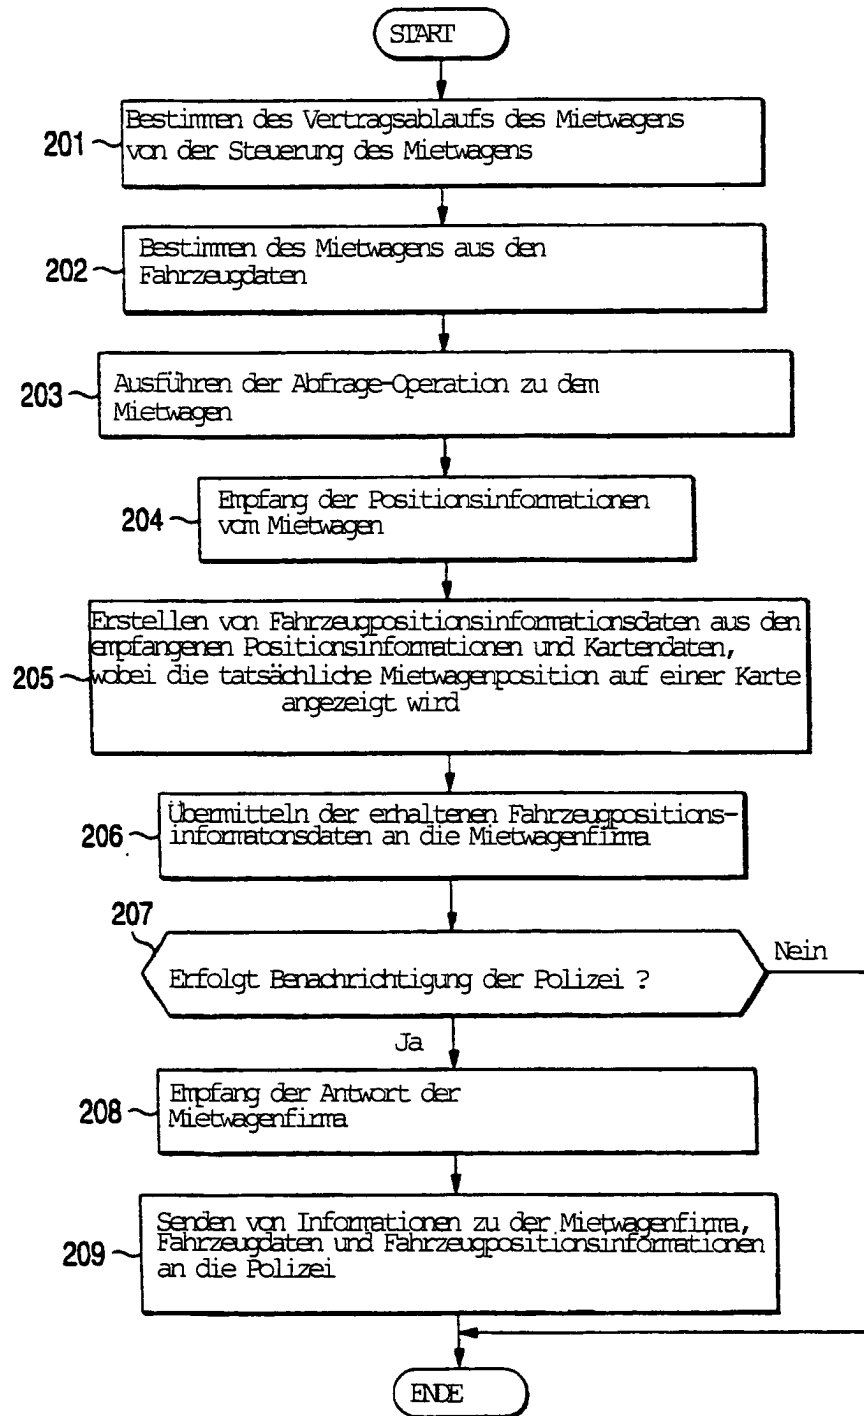 START
201
Bestimmen des Vertragsablaufs des Mietwagens
von der Steuerung des Mietwagens
202
Bestimmen des Mietwagens aus den
Fahrzeugdaten
203
Ausführen der Abfrage-Operation zu dem
Mietwagen
204
Empfang der Positionsinformationen
vom Mietwagen
205
Erstellen von Fahrzeugpositionsinformationsdaten aus den
empfangenen Positionsinformationen und Kartendaten,
wobei die tatsächliche Mietwagenposition auf einer Karte
angezeigt wird
206
Übermitteln der erhaltenen Fahrzeugpositions-
informatonsdaten an die Mietwagenfirma
207
Erfolgt Benachrichtigung der Polizei ?
Nein
Ja
208
Empfang der Antwort der
Mietwagenfirma
209
Senden von Informationen zu der Mietwagenfirma,
Fahrzeugdaten und Fahrzeugpositionsinformationen
an die Polizei
ENDE